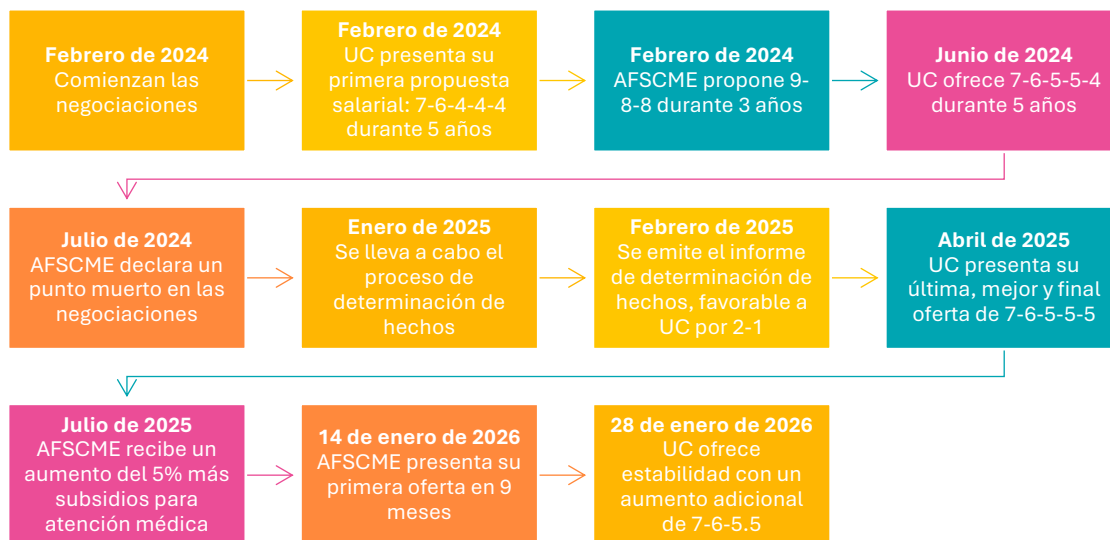 Febrero de 2024
Comienzan las
negociaciones
Febrero de 2024
UC presenta su
primera propuesta
salarial: 7-6-4-4-4
durante 5 años
Febrero de 2024
AFSCME propone 9-
8-8 durante 3 años
Junio de 2024
UC ofrece 7-6-5-5-4
durante 5 años
Julio de 2024
AFSCME declara un
punto muerto en las
negociaciones
Enero de 2025
Se lleva a cabo el
proceso de
determinación de
hechos
Febrero de 2025
Se emite el informe
de determinación de
hechos, favorable a
UC por 2-1
Abril de 2025
UC presenta su
última, mejor y final
oferta de 7-6-5-5-5
Julio de 2025
AFSCME recibe un
aumento del 5% más
subsidios para
atención médica
14 de enero de 2026
AFSCME presenta su
primera oferta en 9
meses
28 de enero de 2026
UC ofrece
estabilidad con un
aumento adicional
de 7-6-5.5